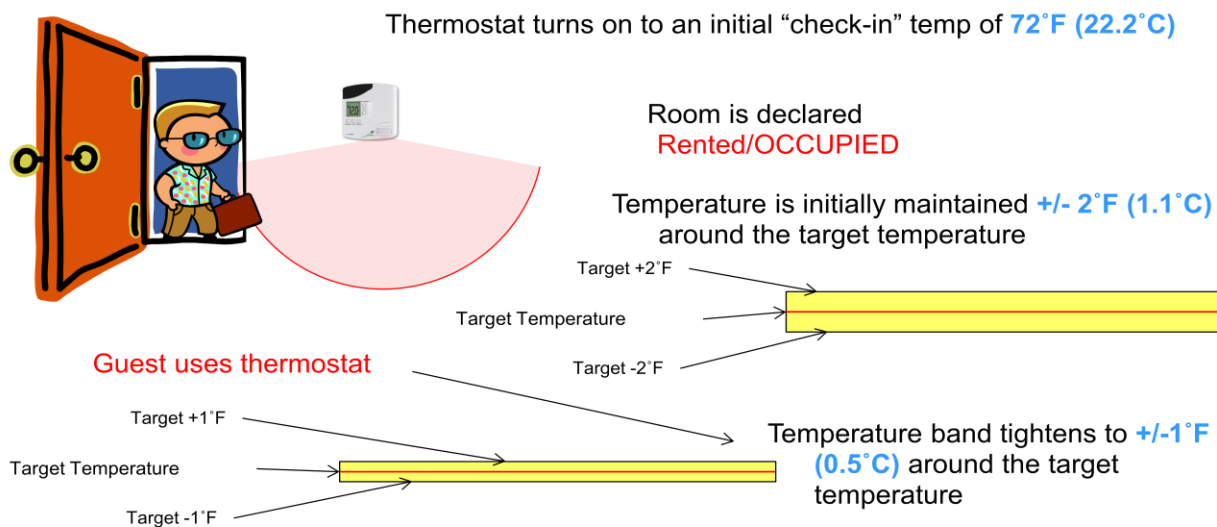 Thermostat turns on to an initial “check-in” temp of 72˚F (22.2˚C)
Room is declared
Rented/OCCUPIED
Temperature is initially maintained +/- 2˚F (1.1˚C)
around the target temperature
Target +2˚F
Target Temperature
Target -2˚F
Guest uses thermostat
Target +1˚F
Target Temperature
Target -1˚F
Temperature band tightens to +/-1˚F
(0.5˚C) around the target
temperature